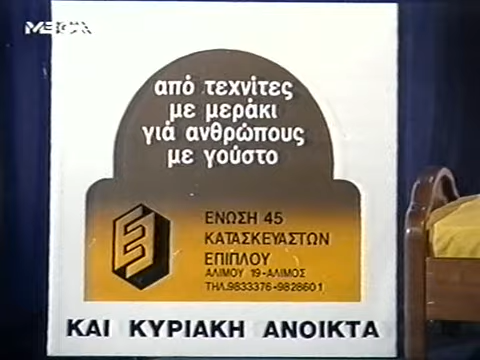 MEGA
από τεχνίτες
με μεράκι
γιά ανθρώπους
με γούστο
ΕΝΩΣΗ 45
ΚΑΤΑΣΚΕΥΑΣΤΩΝ
ΕΠΙΠΛΟΥ
ΑΛΙΜΟΥ 19-ΑΛΙΜΟΣ
ΤΗΛ.9833376-9828601
ΚΑΙ ΚΥΡΙΑΚΗ ΑΝΟΙΚΤΑ